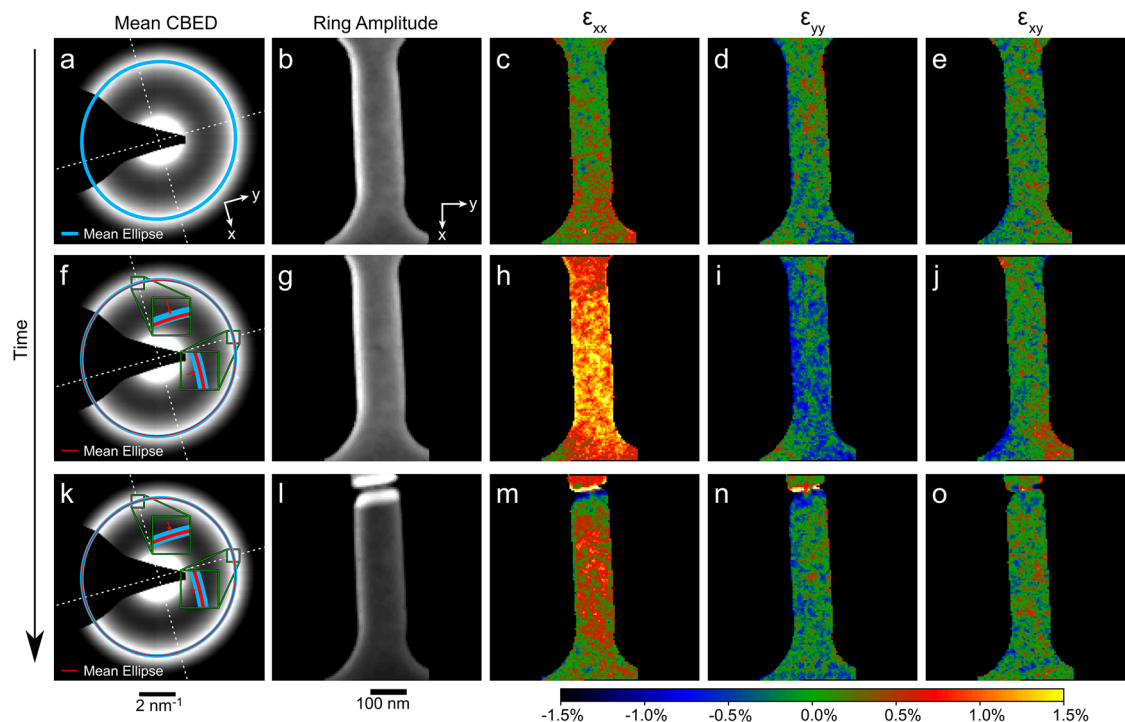 Mean CBED Ring Amplitude εxx εyy εxy
Time
a b c d e
y
x
y
x
Mean Ellipse
f g h i j
Mean Ellipse
k l m n o
Mean Ellipse
2 nm⁻¹ 100 nm
-1.5% -1.0% -0.5% 0.0% 0.5% 1.0% 1.5%